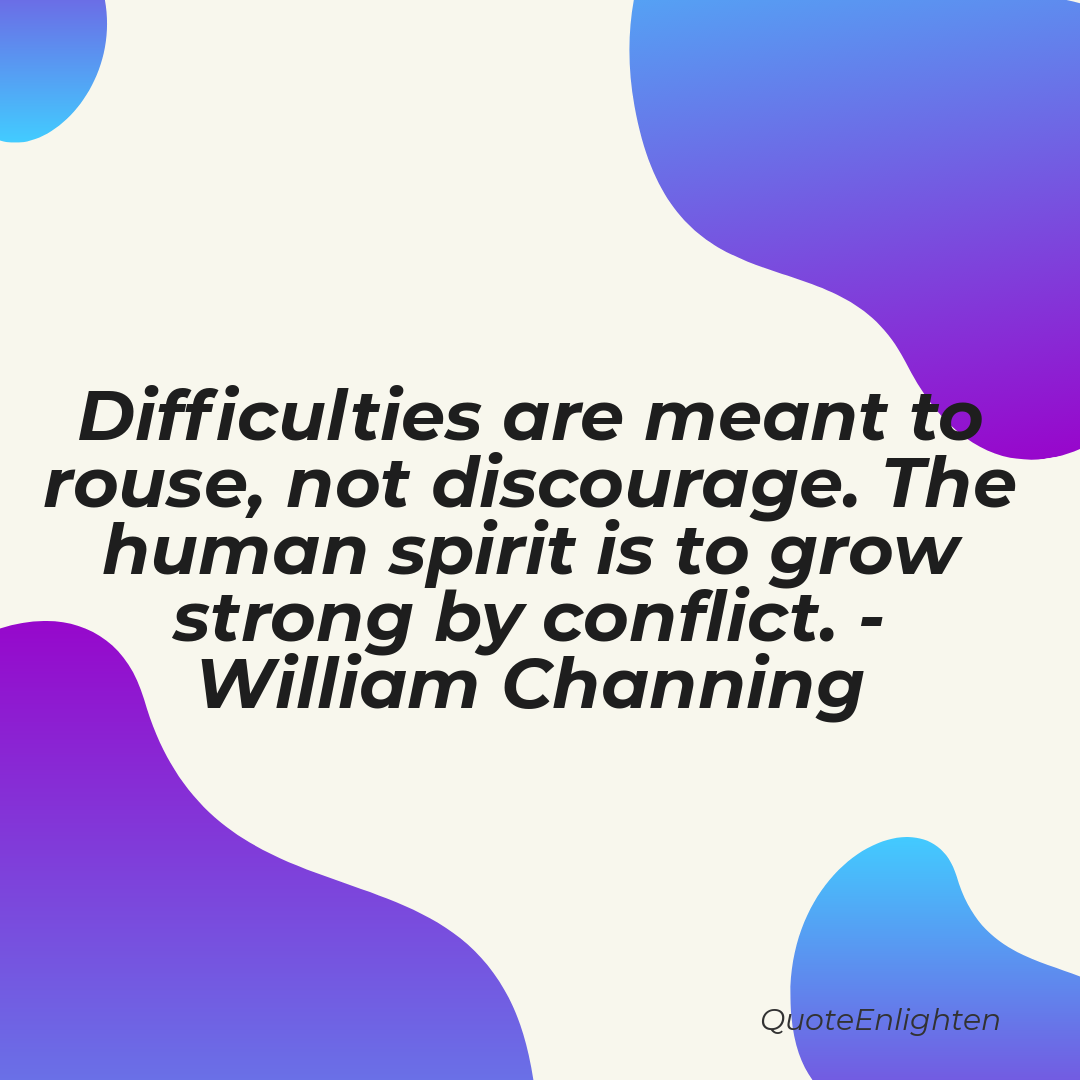 Difficulties are meant to
rouse, not discourage. The
human spirit is to grow
strong by conflict. -
William Channing
QuoteEnlighten